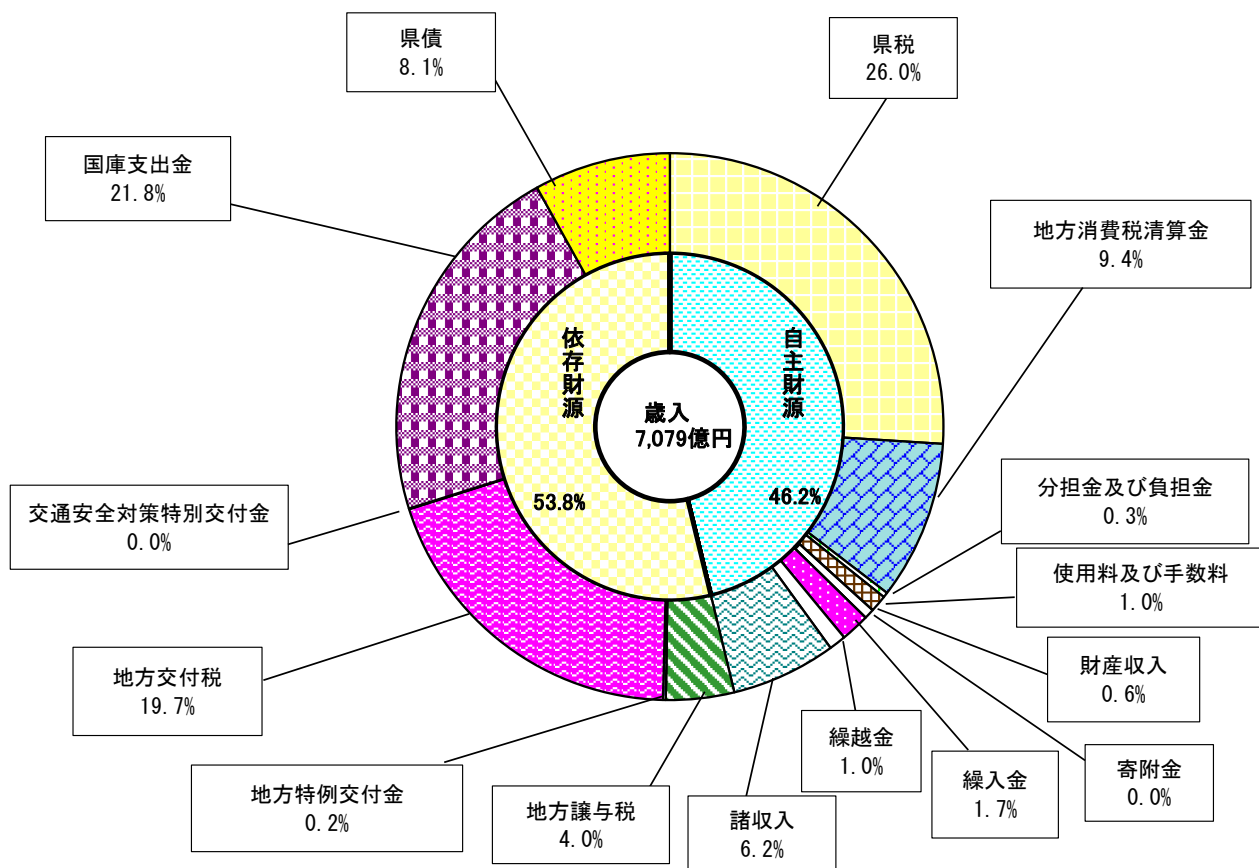 県債
8.1%
県税
26.0%
国庫支出金
21.8%
地方消費税清算金
9.4%
依存財源
自主財源
歳入
7,079億円
53.8%
46.2%
分担金及び負担金
0.3%
交通安全対策特別交付金
0.0%
使用料及び手数料
1.0%
財産収入
0.6%
地方交付税
19.7%
繰越金
1.0%
繰入金
1.7%
寄附金
0.0%
地方特例交付金
0.2%
地方譲与税
4.0%
諸収入
6.2%